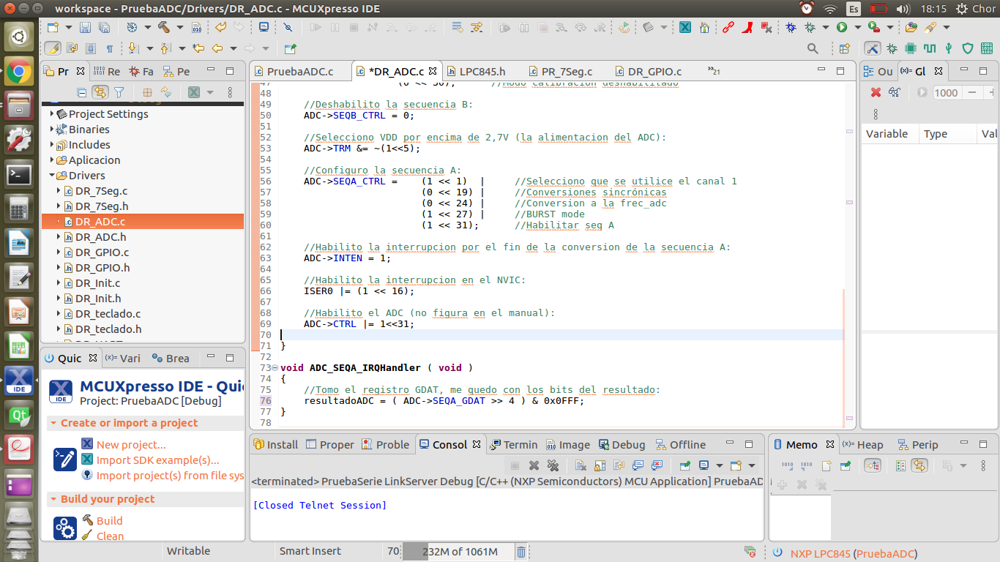 workspace - PruebaADC/Drivers/DR_ADC.c - MCUXpresso IDE
Es
18:15
Chor
Pr
Re
Fa
Pe
PruebaADC.c
*DR_ADC.c
LPC845.h
PR_7Seg.c
DR_GPIO.c
21
Ou
Gl
1000
Variable Type Val
Project Settings
Binaries
Includes
Aplicacion
Drivers
DR_7Seg.c
DR_7Seg.h
DR_ADC.c
DR_ADC.h
DR_GPIO.c
DR_GPIO.h
DR_Init.c
DR_Init.h
DR_teclado.c
DR_teclado.h
47 (0 << 30); //Modo calibracion deshabilitado
48
49 //Deshabilito la secuencia B:
50 ADC->SEQB_CTRL = 0;
51
52 //Selecciono VDD por encima de 2,7V (la alimentacion del ADC):
53 ADC->TRM &= ~(1<<5);
54
55 //Configuro la secuencia A:
56 ADC->SEQA_CTRL = (1 << 1) | //Selecciono que se utilice el canal 1
57 (0 << 19) | //Conversiones sincrónicas
58 (0 << 24) | //Conversion a la frec_adc
59 (1 << 27) | //BURST mode
60 (1 << 31); //Habilitar seq A
61
62 //Habilito la interrupcion por el fin de la conversion de la secuencia A:
63 ADC->INTEN = 1;
64
65 //Habilito la interrupcion en el NVIC:
66 ISER0 |= (1 << 16);
67
68 //Habilito el ADC (no figura en el manual):
69 ADC->CTRL |= 1<<31;
70
71 }
72
73 void ADC_SEQA_IRQHandler ( void )
74 {
75 //Tomo el registro GDAT, me quedo con los bits del resultado:
76 resultadoADC = ( ADC->SEQA_GDAT >> 4 ) & 0x0FFF;
77 }
78
Quic
Vari
Brea
MCUXpresso IDE - Quic
Project: PruebaADC [Debug]
Create or import a project
New project...
Import SDK example(s)...
Import project(s) from file sys
Build your project
Build
Clean
Install
Proper
Proble
Consol
Termin
Image
Debug
Offline
<terminated> PruebaSerie LinkServer Debug [C/C++ (NXP Semiconductors) MCU Application] PruebaAD
[Closed Telnet Session]
Memo
Heap
Perip
Writable
Smart Insert
70
232M of 1061M
NXP LPC845 (PruebaADC)